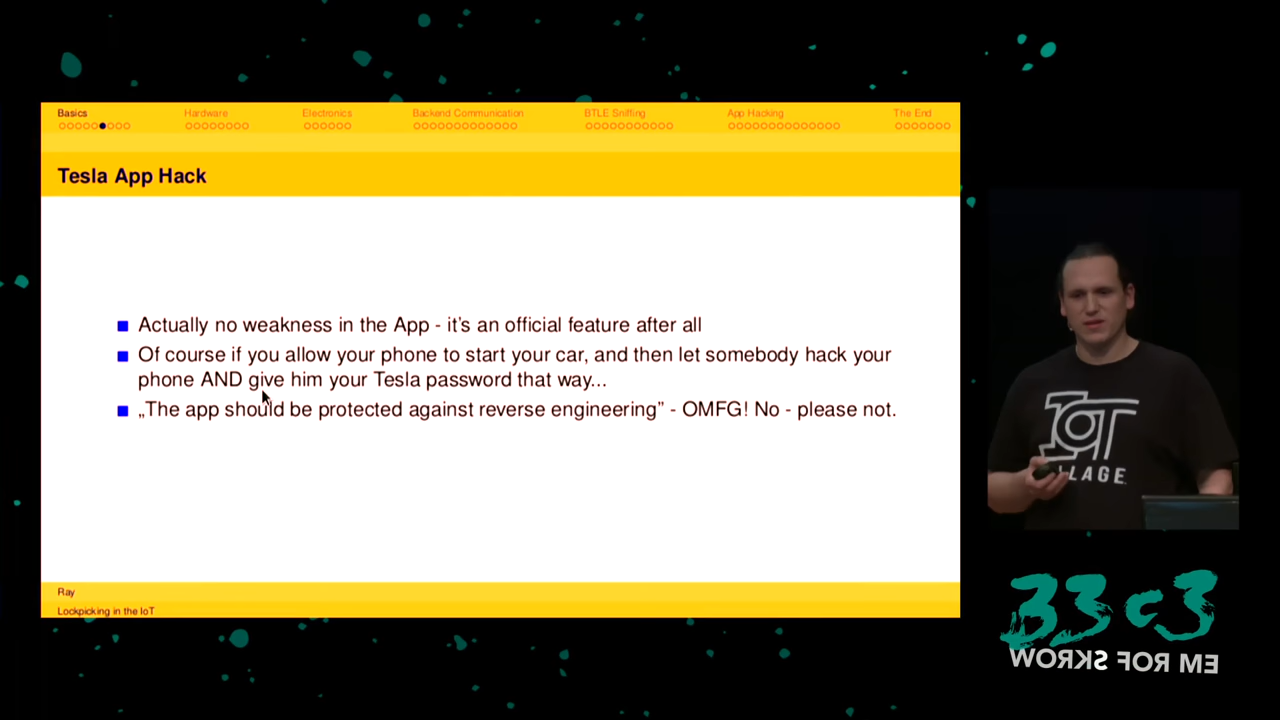 Basics Hardware Electronics Backend Communication BTLE Sniffing App Hacking The End
Tesla App Hack
Actually no weakness in the App - it's an official feature after all
Of course if you allow your phone to start your car, and then let somebody hack your
phone AND give him your Tesla password that way...
„The app should be protected against reverse engineering” - OMFG! No - please not.
Ray
Lockpicking in the IoT
IOT
LLAGE
33c3
WORKS FOR ME